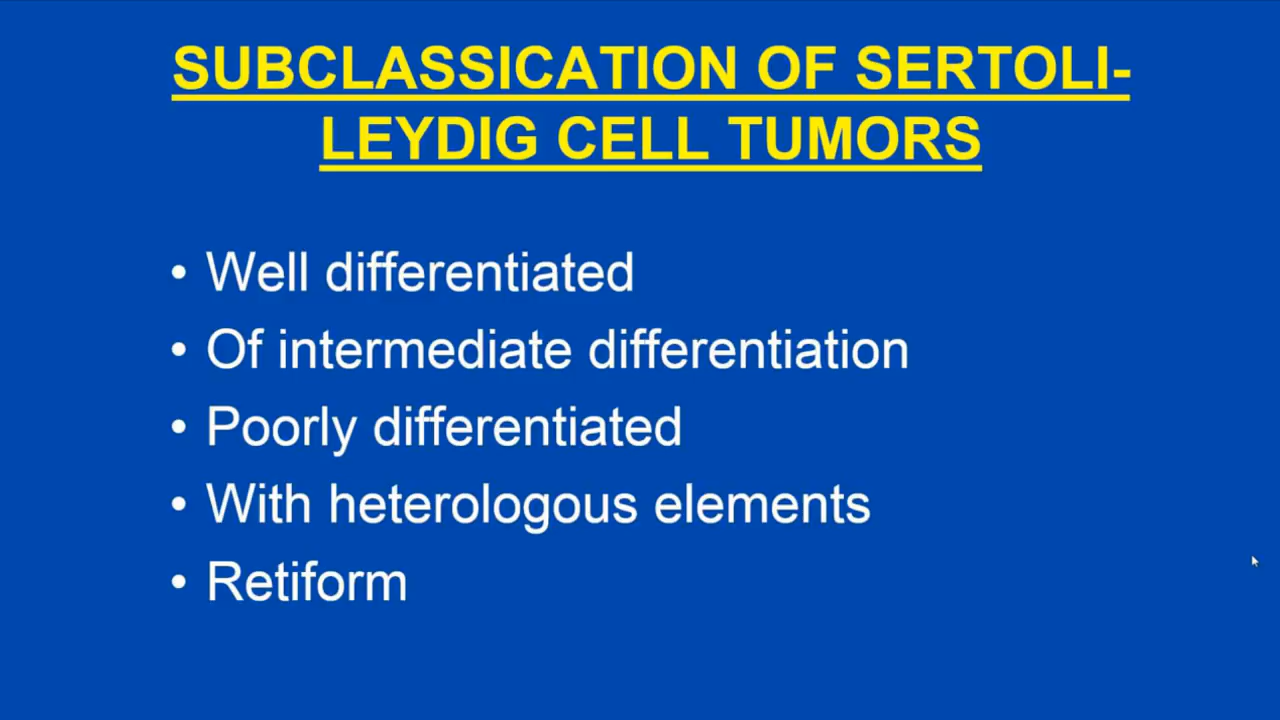 SUBCLASSICATION OF SERTOLI-
LEYDIG CELL TUMORS
• Well differentiated
• Of intermediate differentiation
• Poorly differentiated
• With heterologous elements
• Retiform